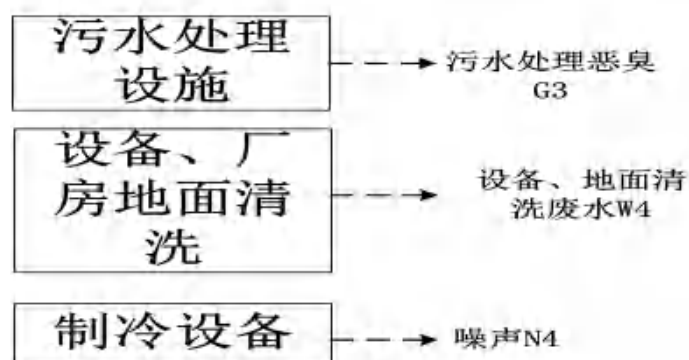 污水处理
设施
污水处理恶臭
G3
设备、厂
房地面清
洗
设备、地面清
洗废水W4
制冷设备
噪声N4